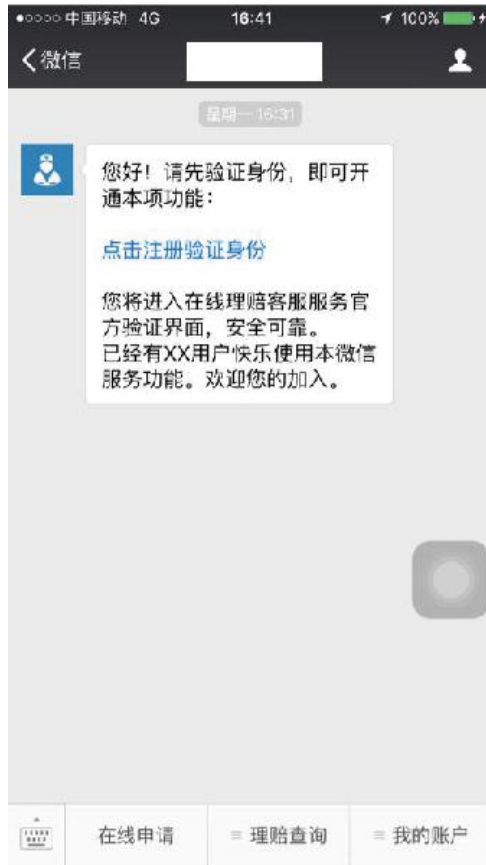 中国移动 4G 16:41 100%
微信
星期一 16:31
您好！请先验证身份，即可开
通本项功能：
点击注册验证身份
您将进入在线理赔客服服务官
方验证界面，安全可靠。
已经有XX用户快乐使用本微信
服务功能。欢迎您的加入。
在线申请 理赔查询 我的账户